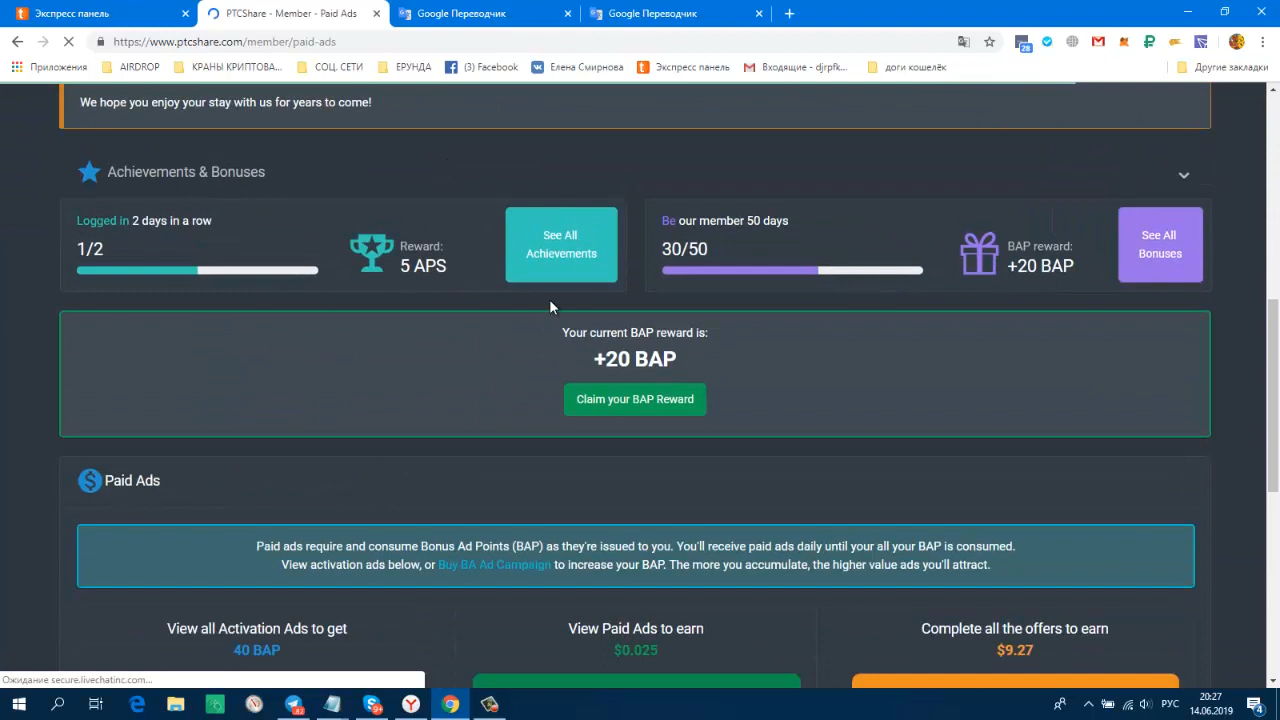 Экспресс панель
PTCShare - Member - Paid Ads
Google Переводчик
Google Переводчик
https://www.ptcshare.com/member/paid-ads
28
Приложения
AIRDROP
КРАНЫ КРИПТОВА...
СОЦ. СЕТИ
ЕРУНДА
(3) Facebook
Елена Смирнова
Экспресс панель
Входящие - djrpfk...
доги кошелёк
Другие закладки
We hope you enjoy your stay with us for years to come!
Achievements & Bonuses
Logged in 2 days in a row
1/2
Reward:
5 APS
See All
Achievements
Be our member 50 days
30/50
BAP reward:
+20 BAP
See All
Bonuses
Your current BAP reward is:
+20 BAP
Claim your BAP Reward
Paid Ads
Paid ads require and consume Bonus Ad Points (BAP) as they're issued to you. You'll receive paid ads daily until your all your BAP is consumed.
View activation ads below, or Buy BA Ad Campaign to increase your BAP. The more you accumulate, the higher value ads you'll attract.
View all Activation Ads to get
40 BAP
View Paid Ads to earn
$0.025
Complete all the offers to earn
$9.27
Ожидание secure.livechatinc.com...
РУС
20:27
14.06.2019
4